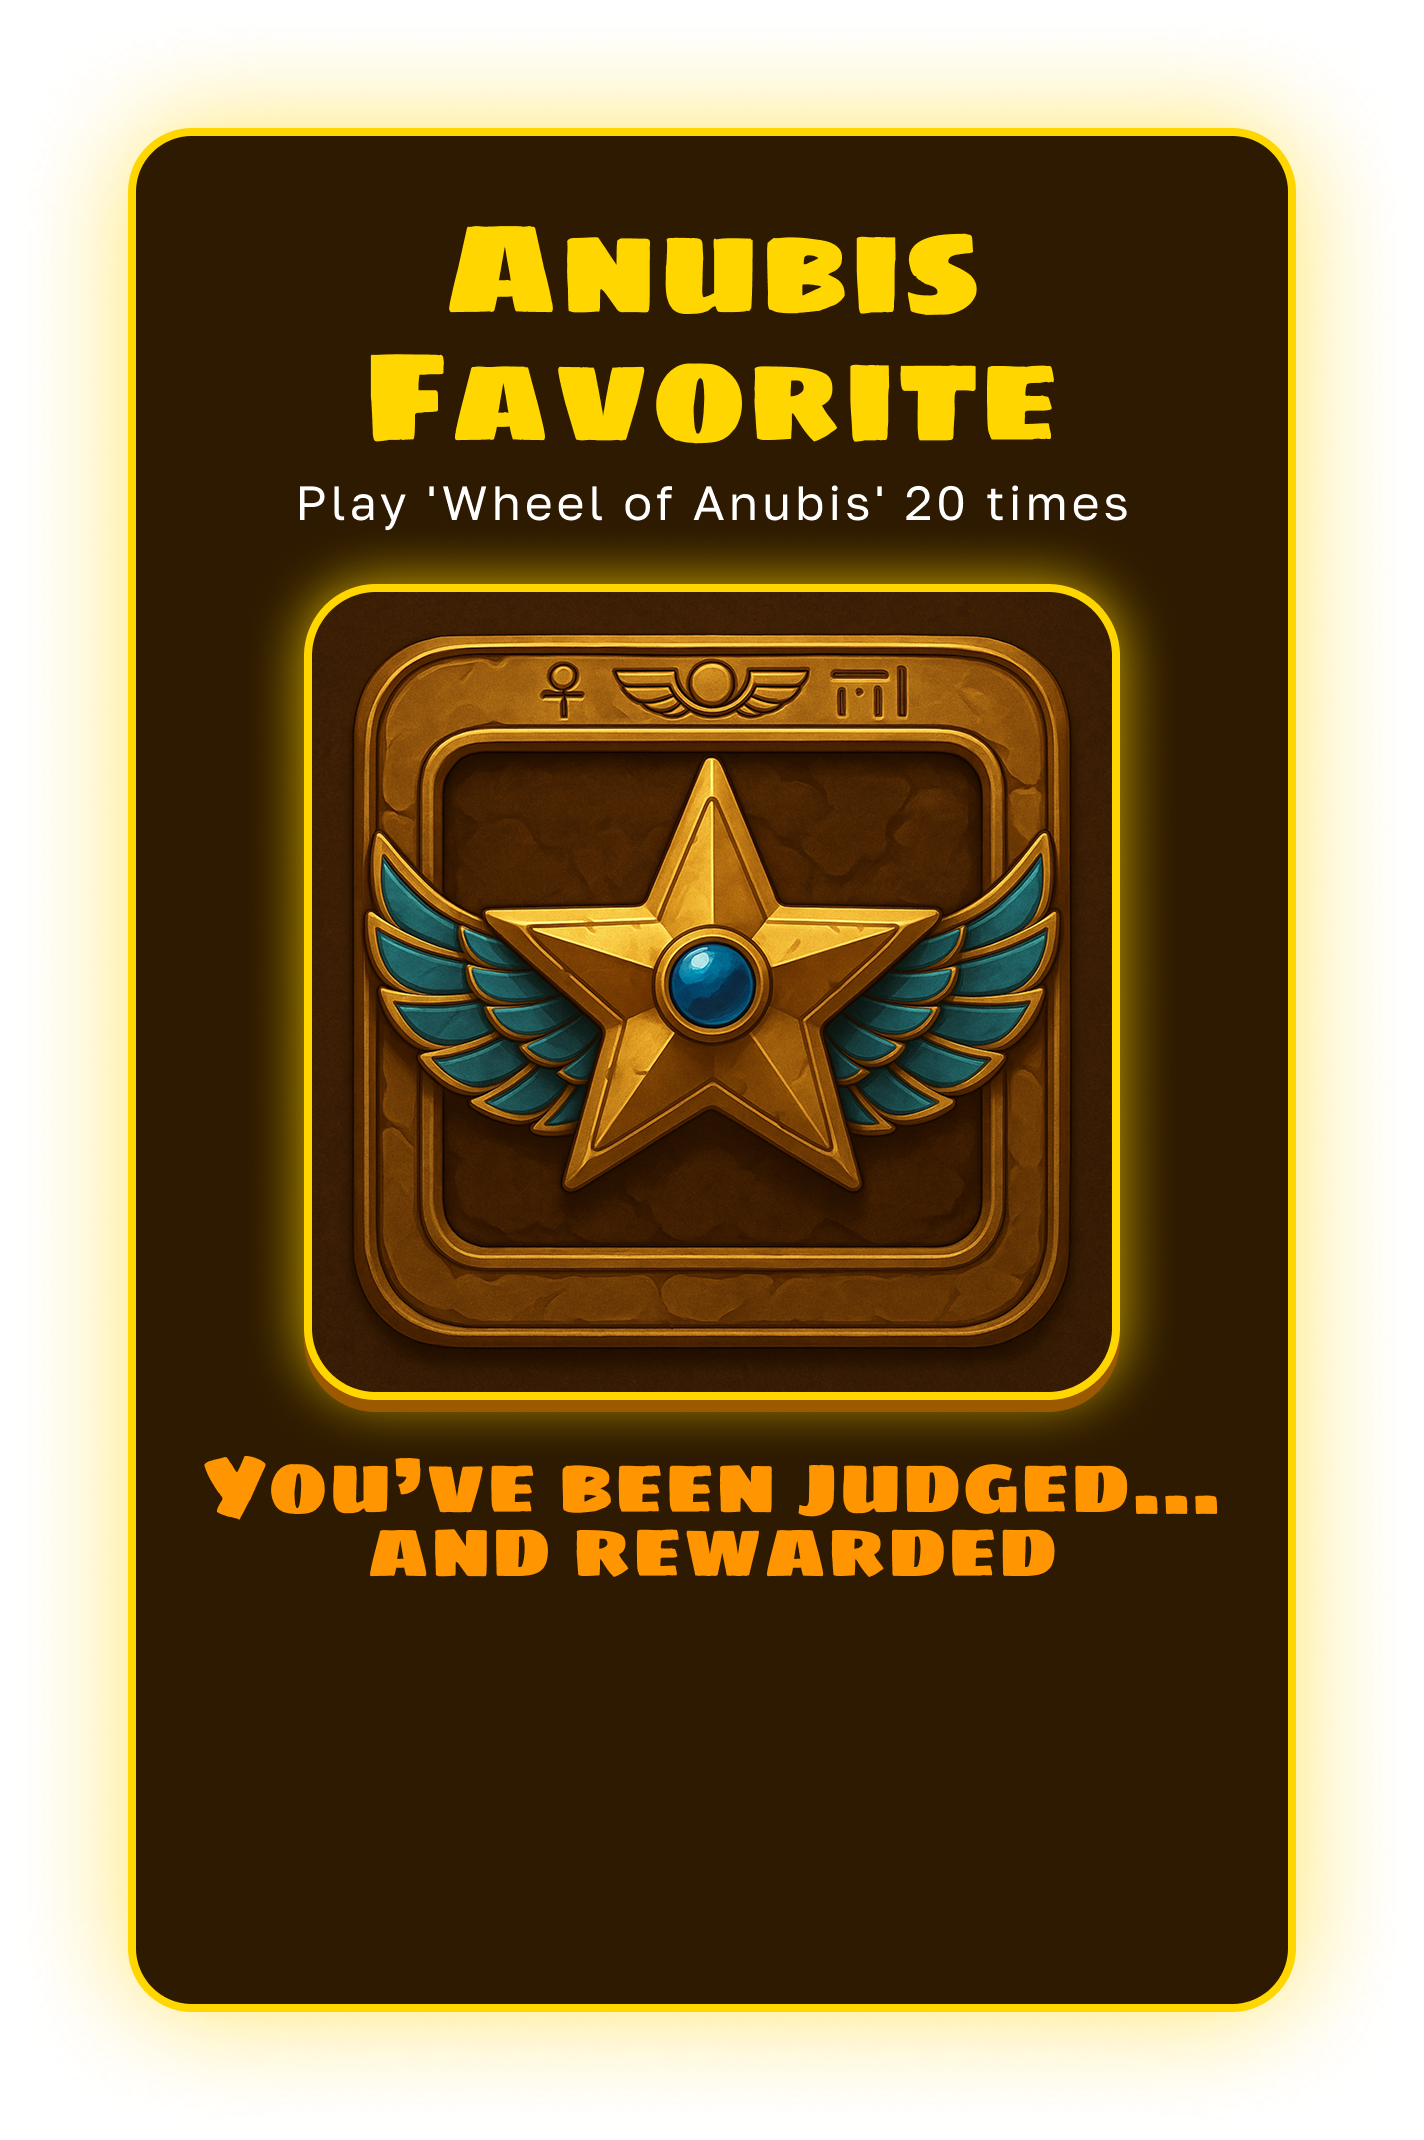 Anubis
Favorite
Play 'Wheel of Anubis' 20 times
You’ve been judged...
and rewarded